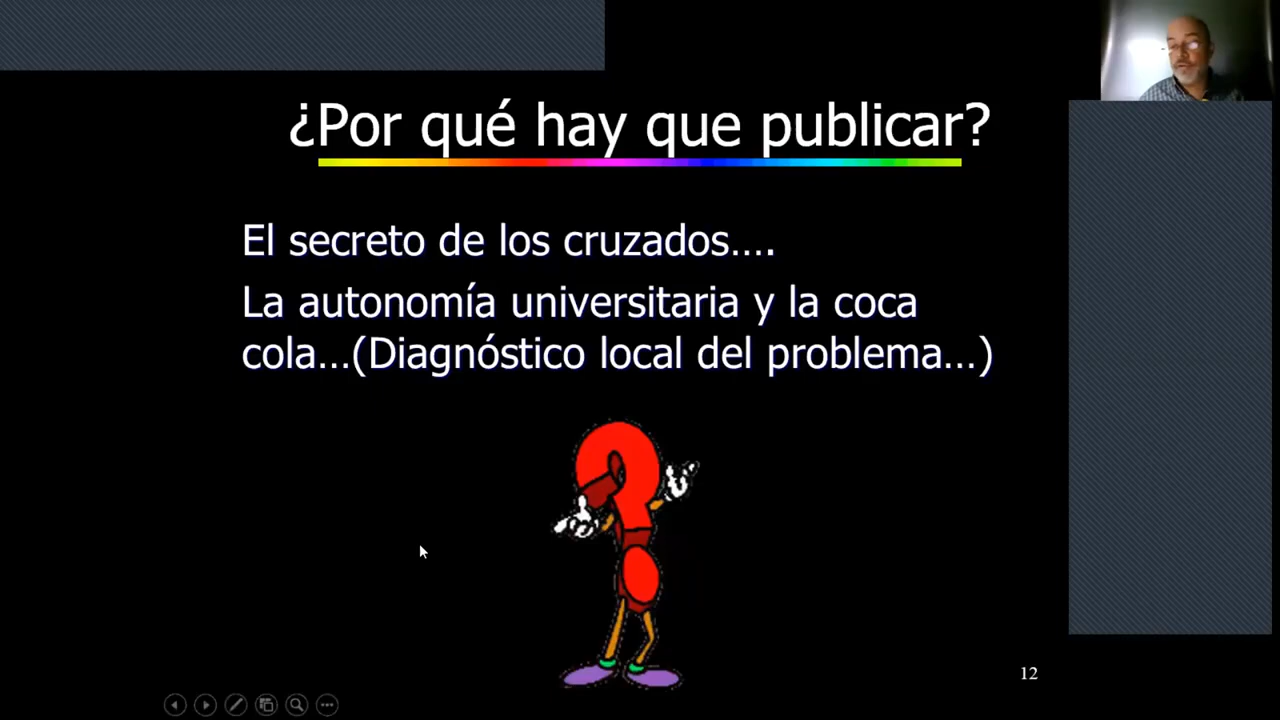 ¿Por qué hay que publicar?
El secreto de los cruzados….
La autonomía universitaria y la coca
cola…(Diagnóstico local del problema…)
12